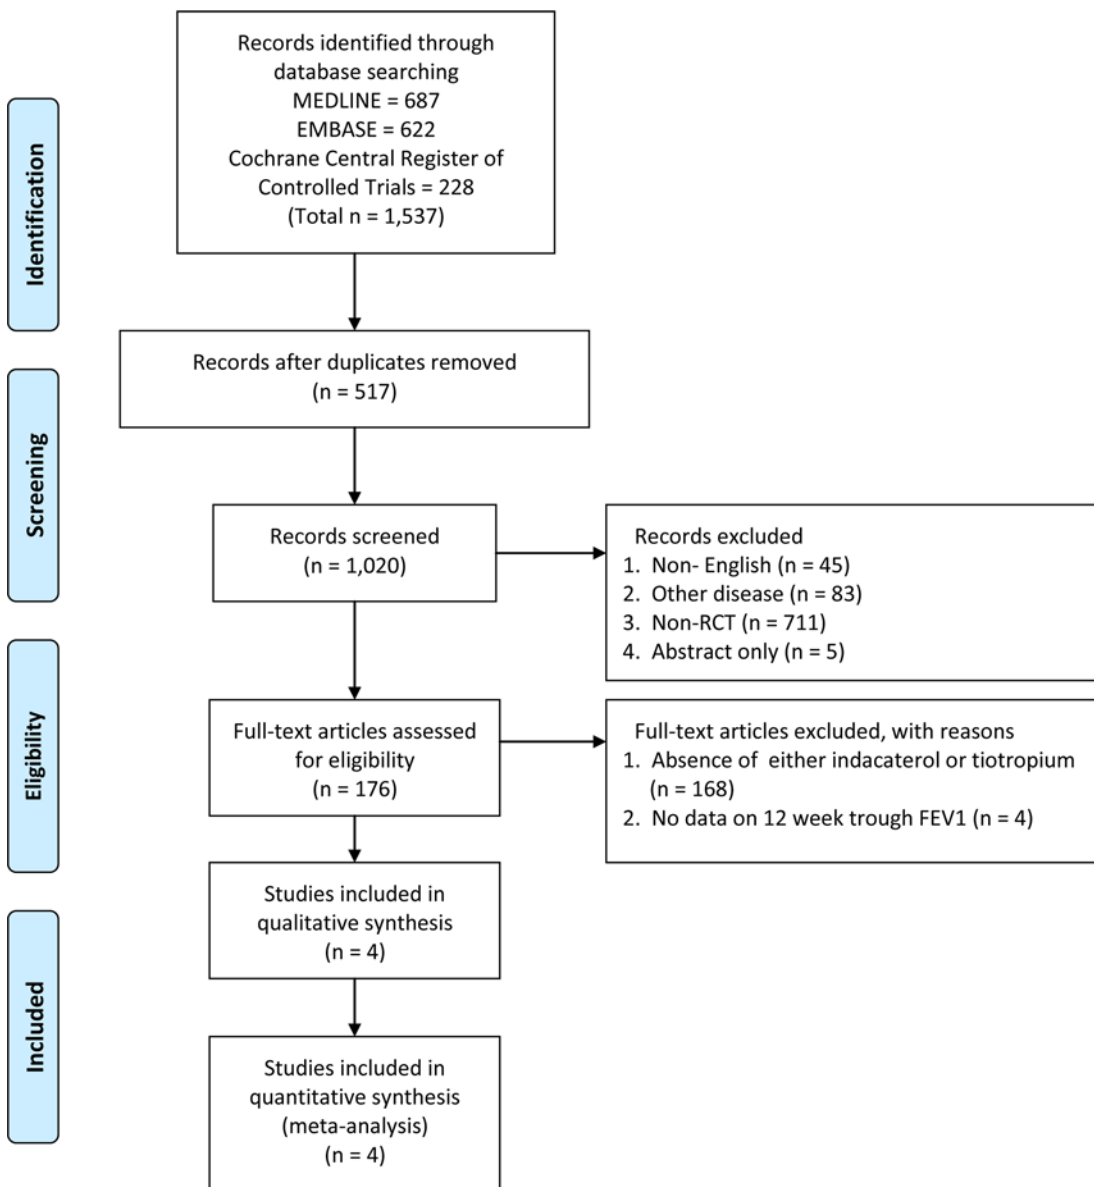 Records identified through
database searching
MEDLINE = 687
EMBASE = 622
Cochrane Central Register of
Controlled Trials = 228
(Total n = 1,537)
Identification
Records after duplicates removed
(n = 517)
Screening
Records screened
(n = 1,020)
Records excluded
1. Non- English (n = 45)
2. Other disease (n = 83)
3. Non-RCT (n = 711)
4. Abstract only (n = 5)
Eligibility
Full-text articles assessed
for eligibility
(n = 176)
Full-text articles excluded, with reasons
1. Absence of either indacaterol or tiotropium
(n = 168)
2. No data on 12 week trough FEV1 (n = 4)
Studies included in
qualitative synthesis
(n = 4)
Included
Studies included in
quantitative synthesis
(meta-analysis)
(n = 4)